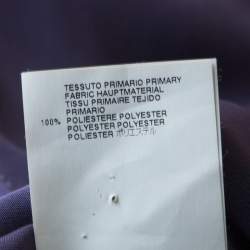 TESSUTO PRIMARIO PRIMARY
FABRIC HAUPTMATERIAL
TISSU PRIMAIRE TEJIDO
PRIMARIO
100% POLIESTERE POLYESTER
POLYESTER POLYESTER
POLIESTER ポリエステル